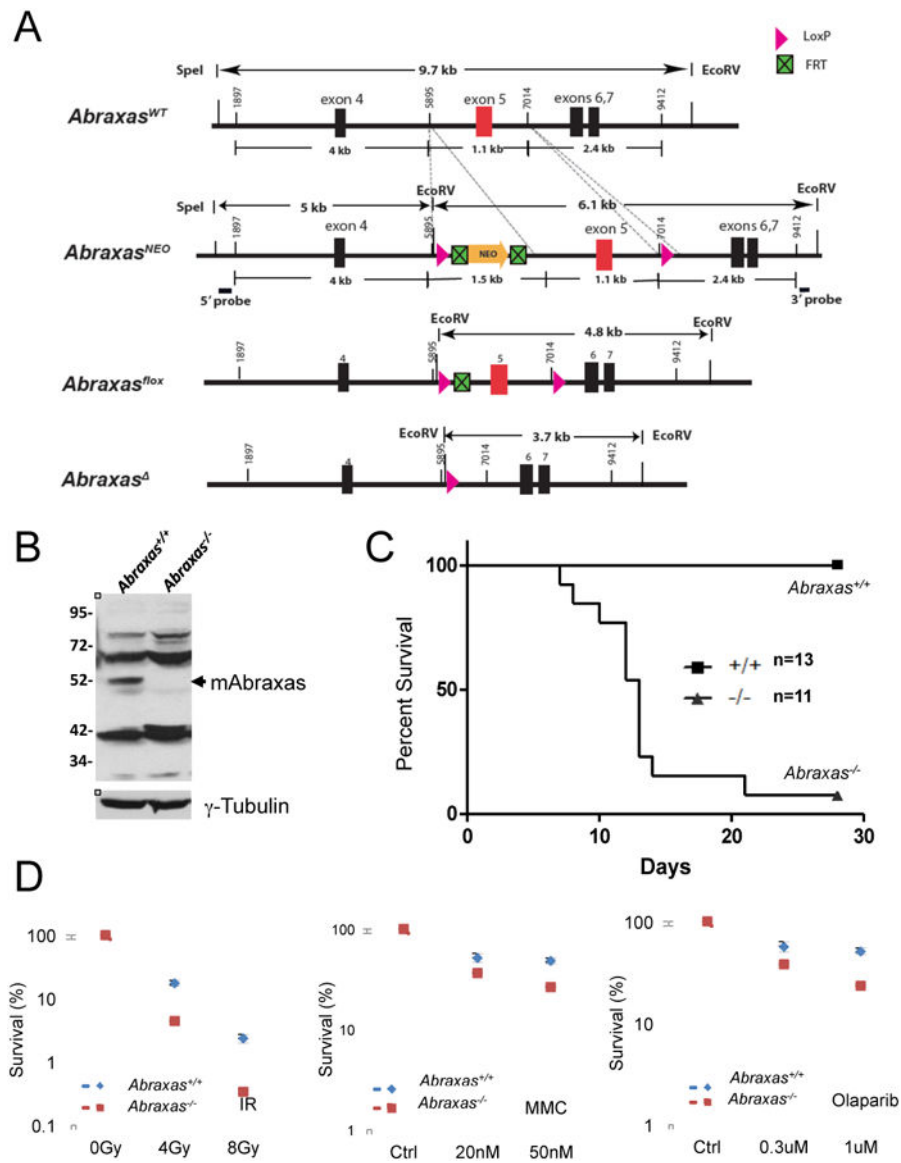 A
LoxP
FRT
SpeI
9.7 kb
EcoRV
1897
exon 4
5895
exon 5
7014
exons 6,7
9412
Abraxas^WT
4 kb
1.1 kb
2.4 kb
EcoRV
EcoRV
SpeI
5 kb
6.1 kb
1897
exon 4
5895
exon 5
7014
exons 6,7
9412
Abraxas^NEO
NEO
4 kb
1.5 kb
1.1 kb
2.4 kb
5' probe
3' probe
EcoRV
4.8 kb
EcoRV
1897
4
5895
5
7014
6
7
9412
Abraxas^flox
EcoRV
3.7 kb
EcoRV
1897
4
5895
7014
6
7
9412
Abraxas^Δ
B
Abraxas+/+
Abraxas-/-
95-
72-
52-
42-
34-
mAbraxas
γ-Tubulin
C
Percent Survival
100
50
0
Abraxas+/+
+/+ n=13
-/- n=11
Abraxas-/-
0 10 20 30
Days
D
Survival (%)
100
10
1
0.1
Abraxas+/+
Abraxas-/-
IR
0Gy 4Gy 8Gy
Survival (%)
100
10
1
Abraxas+/+
Abraxas-/-
MMC
Ctrl 20nM 50nM
Survival (%)
100
10
1
Abraxas+/+
Abraxas-/-
Olaparib
Ctrl 0.3uM 1uM